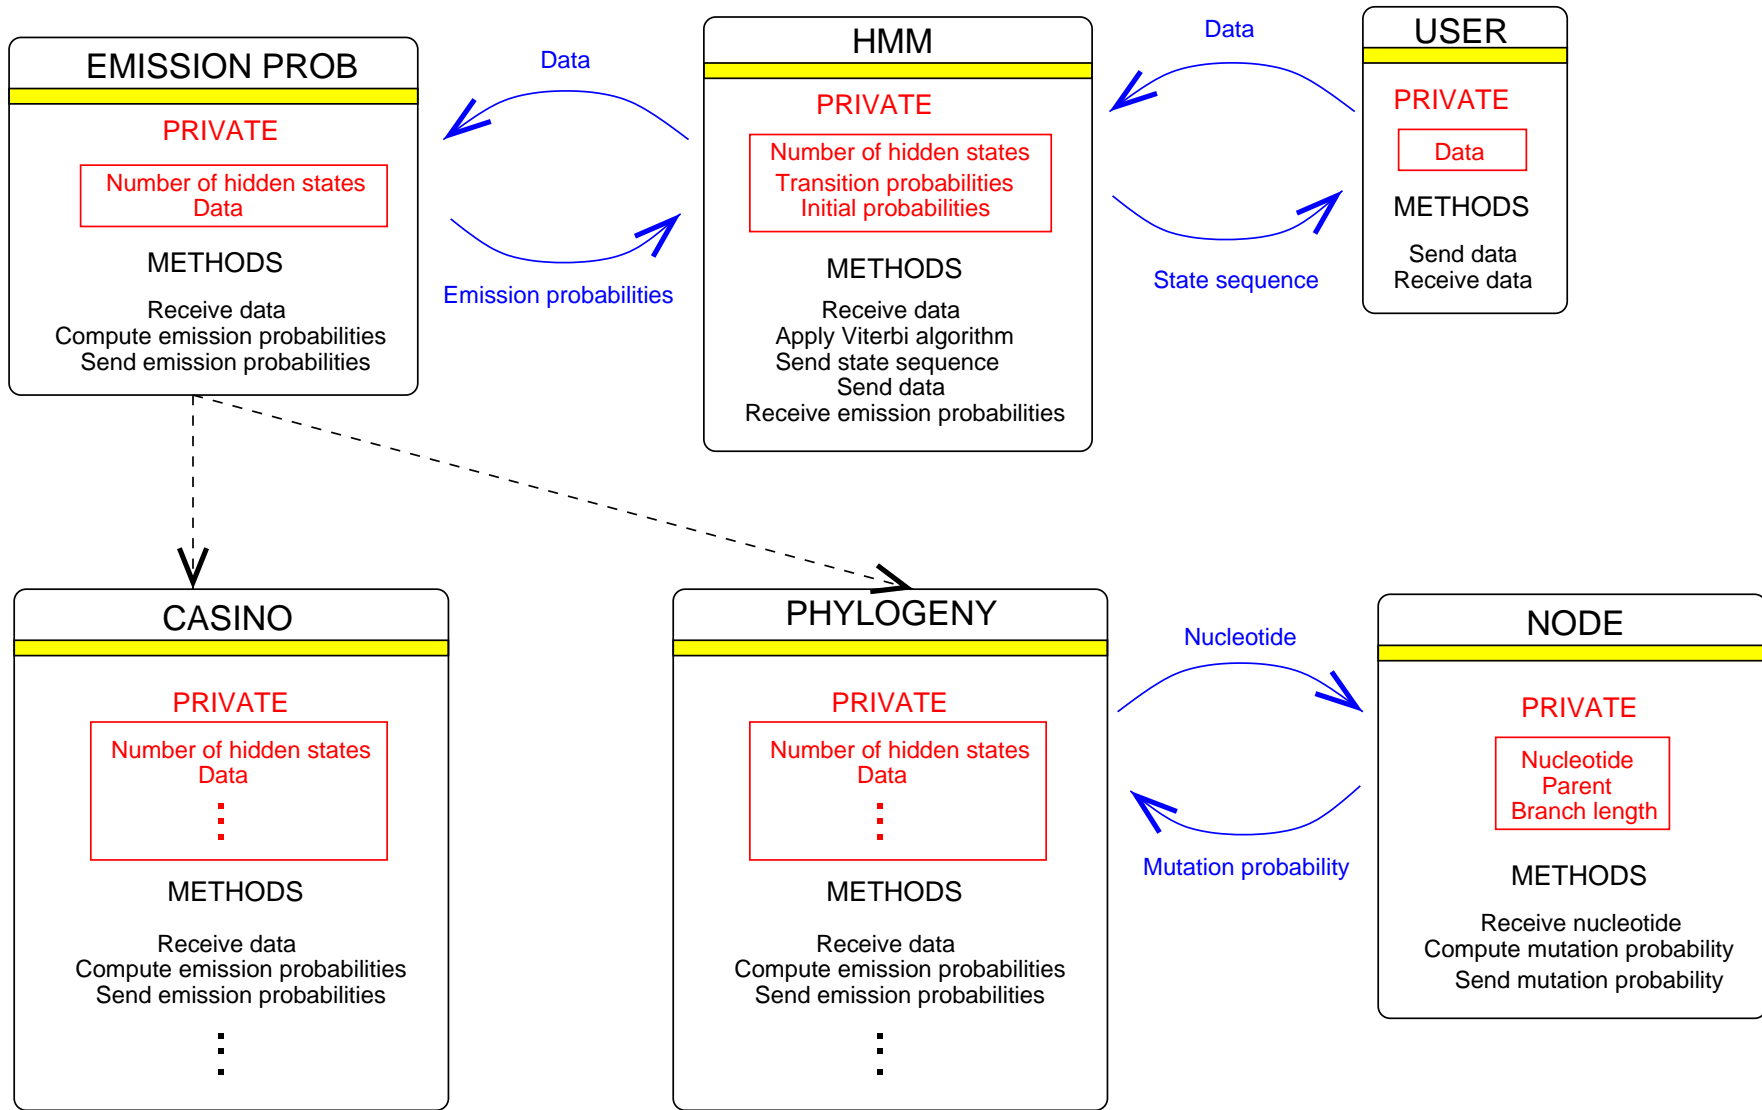 EMISSION PROB
PRIVATE
Number of hidden states
Data
METHODS
Receive data
Compute emission probabilities
Send emission probabilities
Data
Emission probabilities
HMM
PRIVATE
Number of hidden states
Transition probabilities
Initial probabilities
METHODS
Receive data
Apply Viterbi algorithm
Send state sequence
Send data
Receive emission probabilities
Data
State sequence
USER
PRIVATE
Data
METHODS
Send data
Receive data
CASINO
PRIVATE
Number of hidden states
Data
METHODS
Receive data
Compute emission probabilities
Send emission probabilities
PHYLOGENY
PRIVATE
Number of hidden states
Data
METHODS
Receive data
Compute emission probabilities
Send emission probabilities
Nucleotide
Mutation probability
NODE
PRIVATE
Nucleotide
Parent
Branch length
METHODS
Receive nucleotide
Compute mutation probability
Send mutation probability